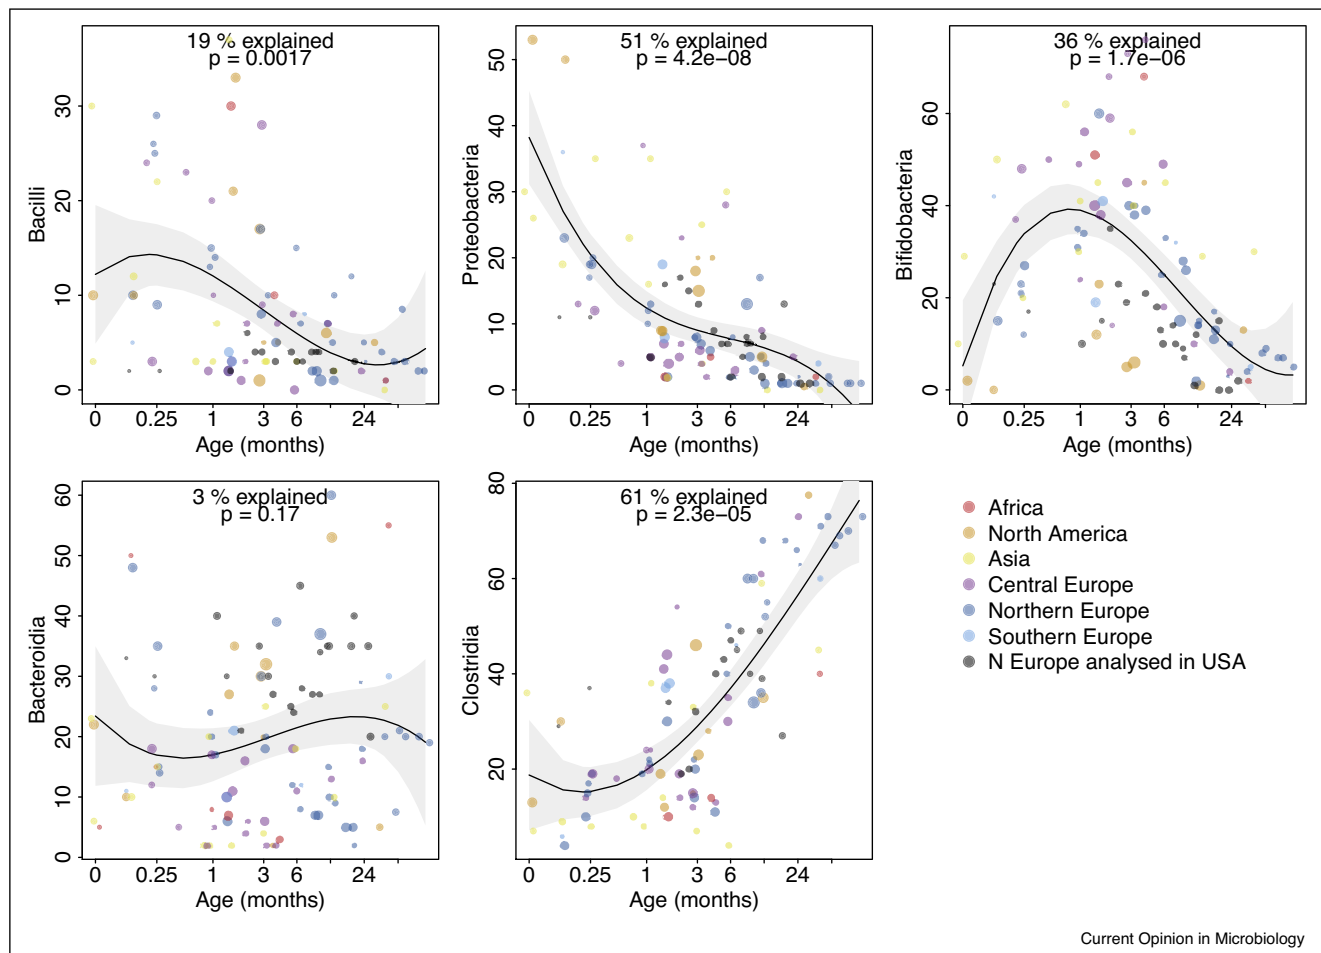 19 % explained
p = 0.0017
Bacilli
30
20
10
0
0 0.25 1 3 6 24
Age (months)
51 % explained
p = 4.2e−08
Proteobacteria
50
40
30
20
10
0
0 0.25 1 3 6 24
Age (months)
36 % explained
p = 1.7e−06
Bifidobacteria
60
40
20
0
0 0.25 1 3 6 24
Age (months)
3 % explained
p = 0.17
Bacteroidia
60
50
40
30
20
10
0
0 0.25 1 3 6 24
Age (months)
61 % explained
p = 2.3e−05
Clostridia
80
60
40
20
0 0.25 1 3 6 24
Age (months)
Africa
North America
Asia
Central Europe
Northern Europe
Southern Europe
N Europe analysed in USA
Current Opinion in Microbiology